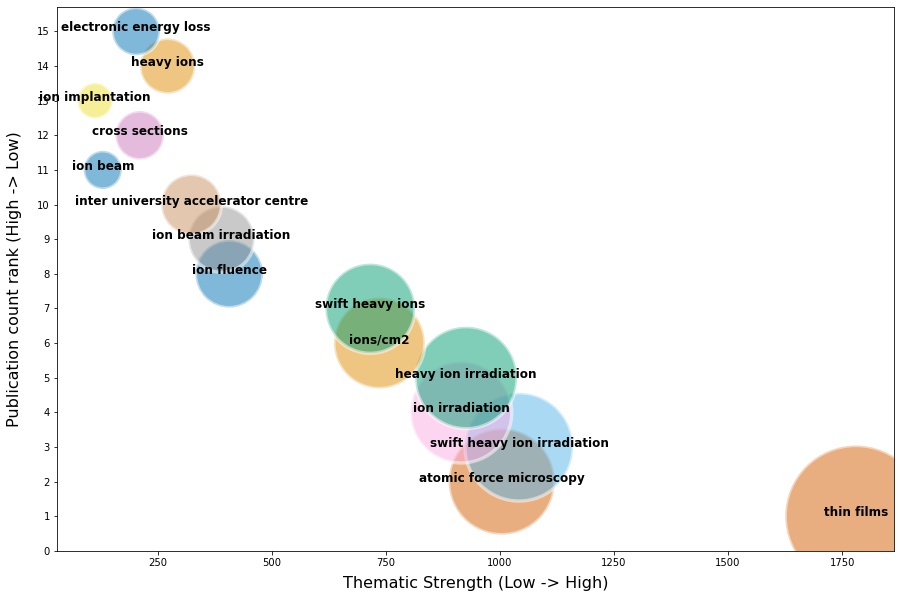 15
electronic energy loss
14
heavy ions
13
ion implantation
12
cross sections
11
ion beam
10
inter university accelerator centre
9
ion beam irradiation
8
ion fluence
7
swift heavy ions
6
ions/cm2
5
heavy ion irradiation
4
ion irradiation
3
swift heavy ion irradiation
2
atomic force microscopy
1
thin films
0
Publication count rank (High -> Low)
250 500 750 1000 1250 1500 1750
Thematic Strength (Low -> High)